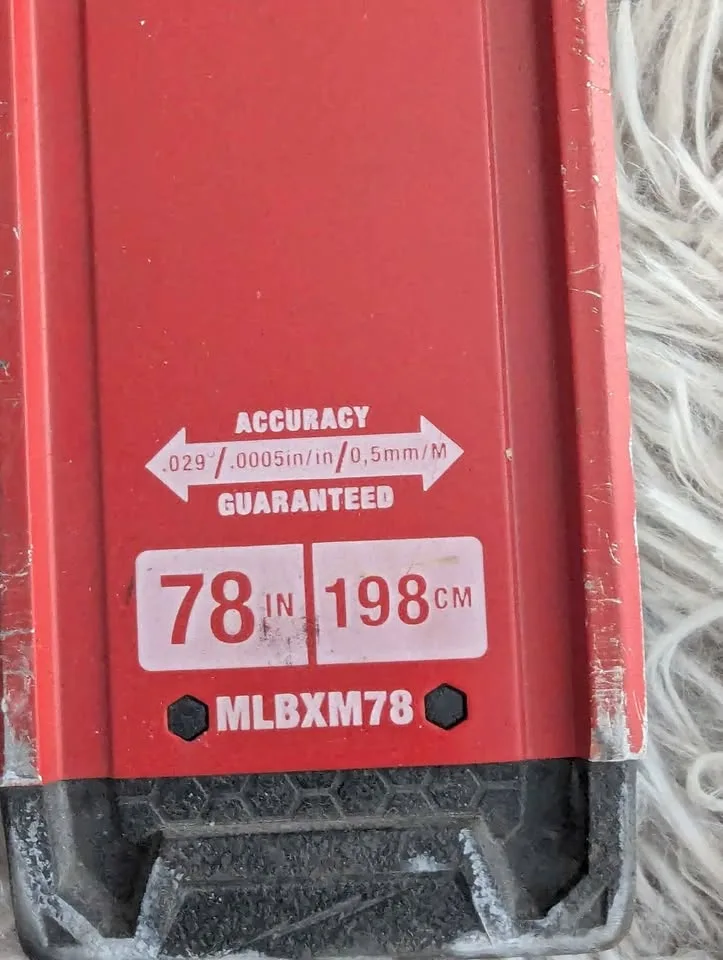 ACCURACY
.029°/.0005in/in/0,5mm/M
GUARANTEED
78 IN 198 CM
MLBXM78